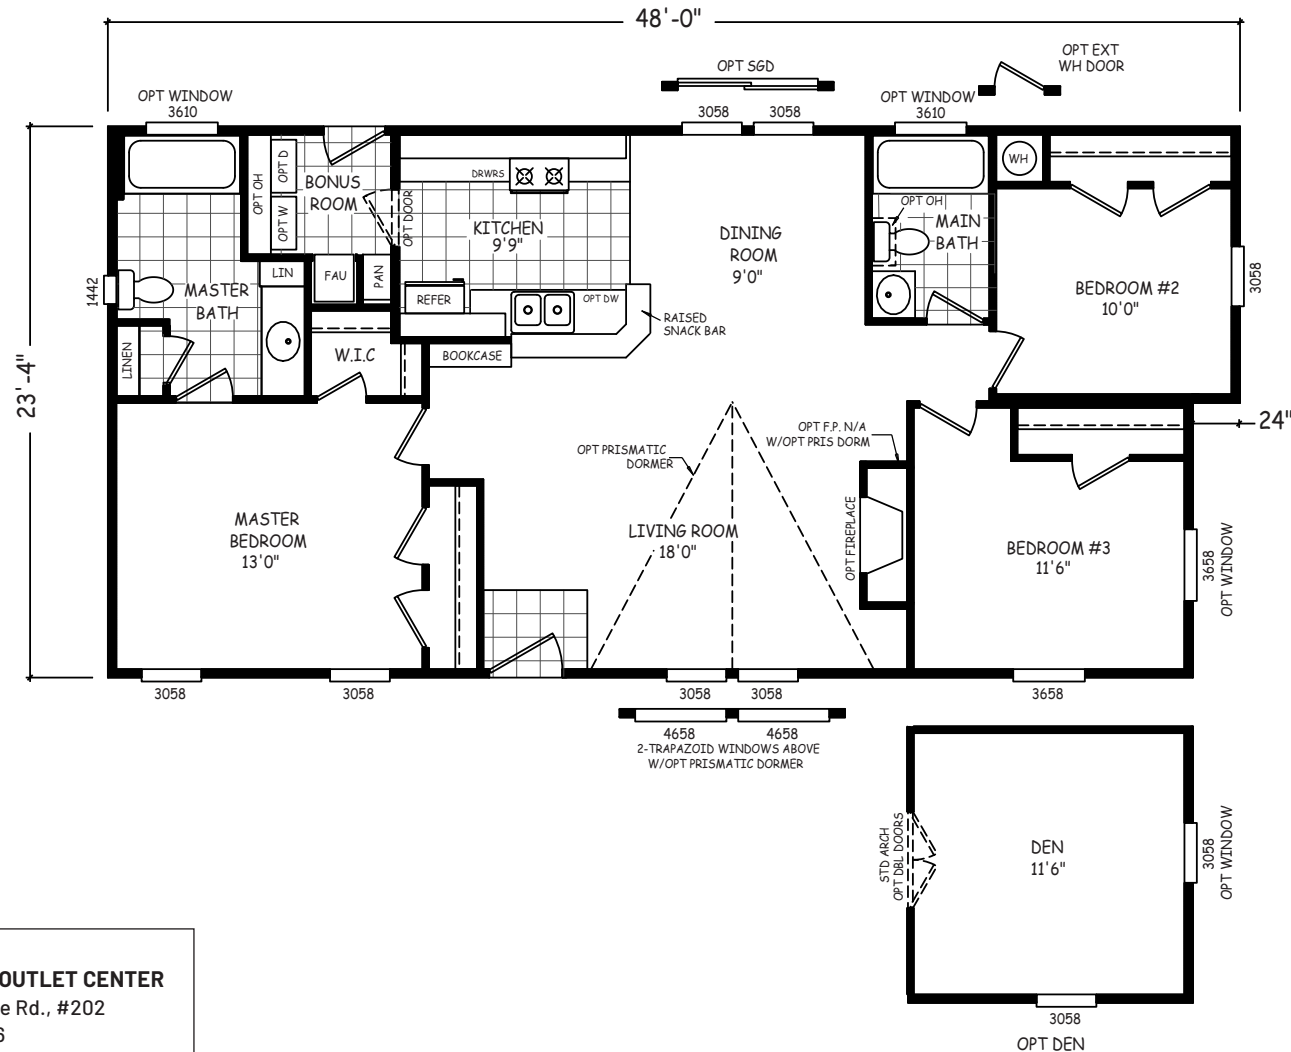 48'-0"
OPT SGD
OPT EXT
WH DOOR
OPT WINDOW
3610
3058
3058
OPT WINDOW
3610
OPT OH
OPT D
OPT W
BONUS
ROOM
OPT DOOR
DRWRS
KITCHEN
9'9"
DINING
ROOM
9'0"
OPT OH
MAIN
BATH
WH
BEDROOM #2
10'0"
3058
1442
MASTER
BATH
LIN
FAU
PAN
REFER
OPT DW
RAISED
SNACK BAR
LINEN
W.I.C
BOOKCASE
23'-4"
24"
OPT PRISMATIC
DORMER
OPT F.P. N/A
W/OPT PRIS DORM
MASTER
BEDROOM
13'0"
LIVING ROOM
18'0"
OPT FIREPLACE
BEDROOM #3
11'6"
3658
OPT WINDOW
3058
3058
3058
3058
3658
4658
4658
2-TRAPAZOID WINDOWS ABOVE
W/OPT PRISMATIC DORMER
STD ARCH
OPT DBL DOORS
DEN
11'6"
3058
OPT WINDOW
3058
OPT DEN
OUTLET CENTER
e Rd., #202
6